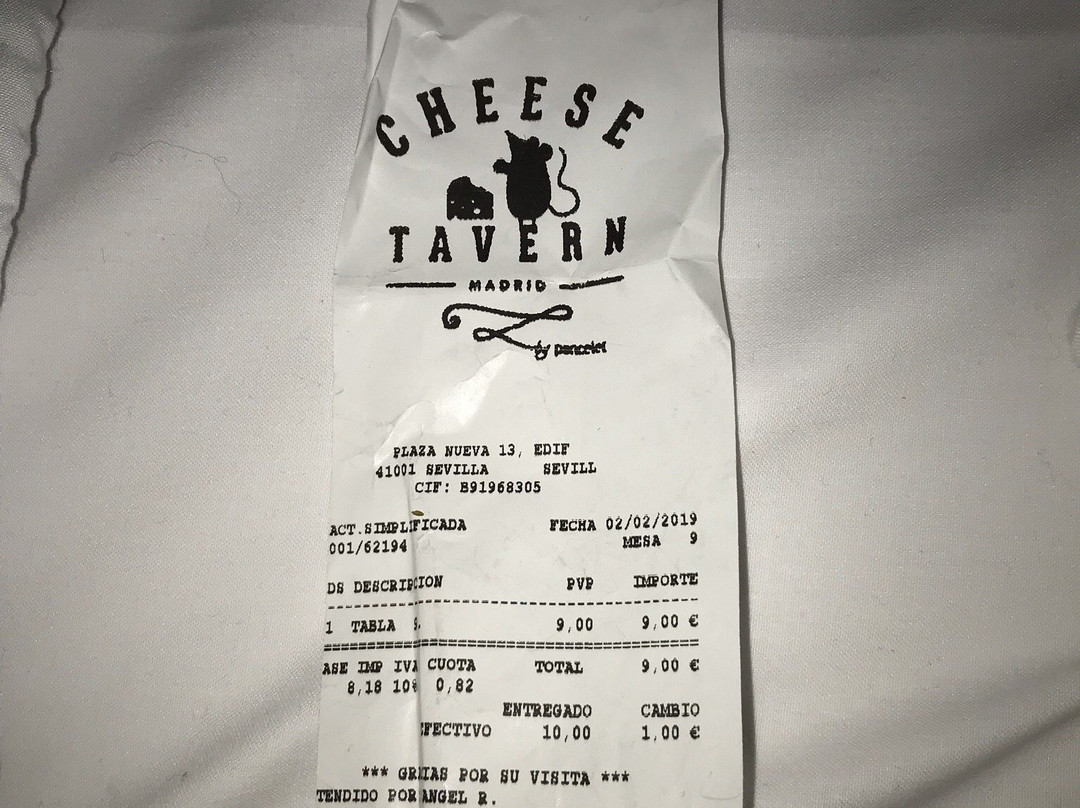 CHEESE
TAVERN
MADRID
by poncelet
PLAZA NUEVA 13, EDIF
41001 SEVILLA SEVILL
CIF: B91968305
ACT.SIMPLIFICADA FECHA 02/02/2019
001/62194 MESA 9
DS DESCRIPCION PVP IMPORTE
1 TABLA 9,00 9,00 €
ASE IMP IVA CUOTA TOTAL 9,00 €
8,18 10% 0,82
ENTREGADO CAMBIO
EFECTIVO 10,00 1,00 €
*** GRIAS POR SU VISITA ***
TENDIDO POR ANGEL R.